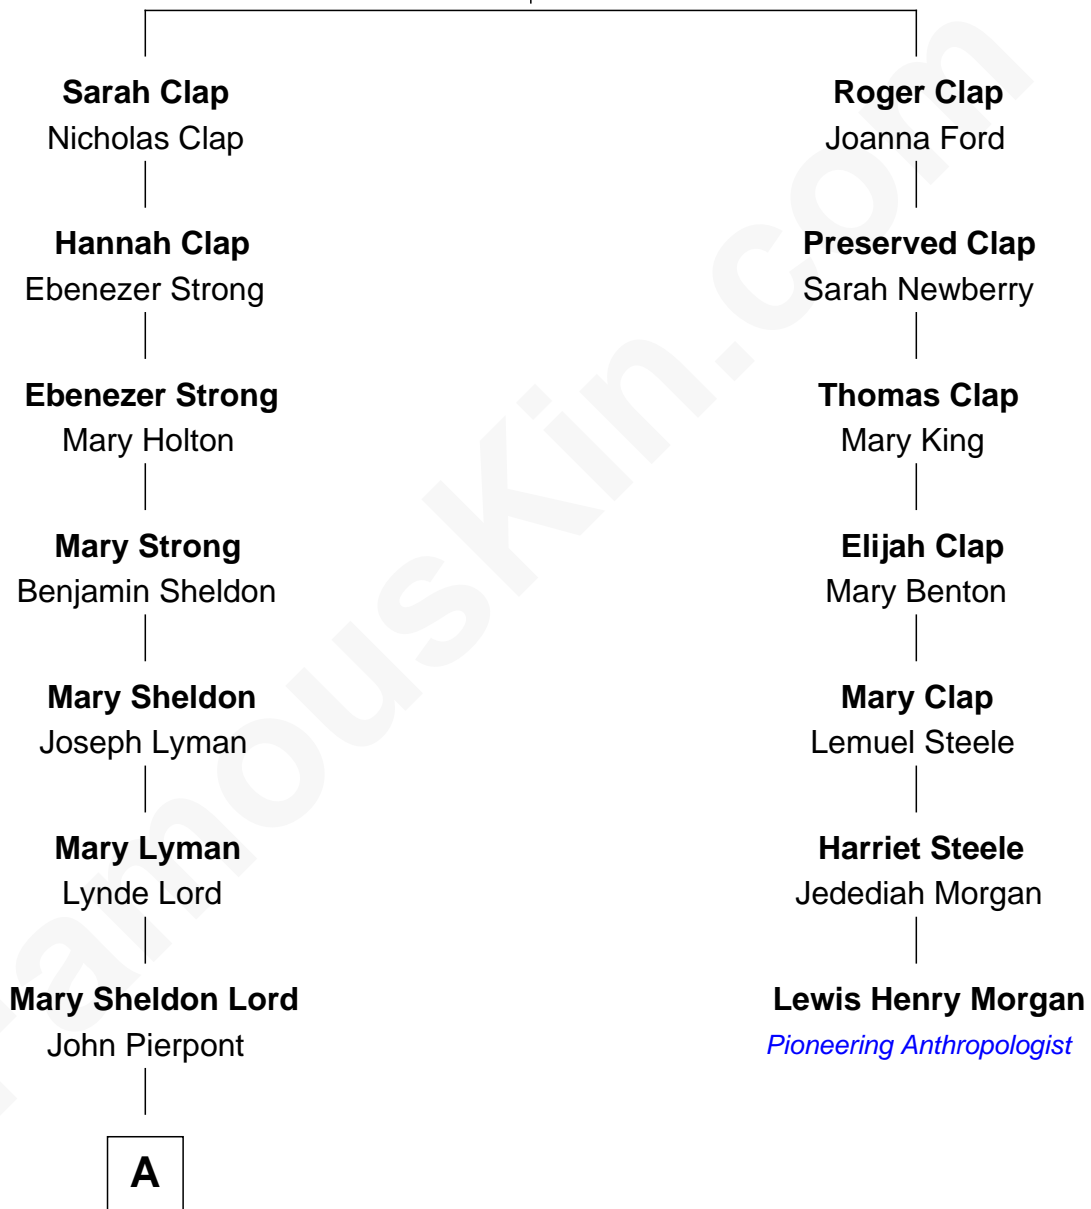 Sarah Clap
Nicholas Clap
Hannah Clap
Ebenezer Strong
Ebenezer Strong
Mary Holton
Mary Strong
Benjamin Sheldon
Mary Sheldon
Joseph Lyman
Mary Lyman
Lynde Lord
Mary Sheldon Lord
John Pierpont
A
Roger Clap
Joanna Ford
Preserved Clap
Sarah Newberry
Thomas Clap
Mary King
Elijah Clap
Mary Benton
Mary Clap
Lemuel Steele
Harriet Steele
Jedediah Morgan
Lewis Henry Morgan
Pioneering Anthropologist
FamousKin.com